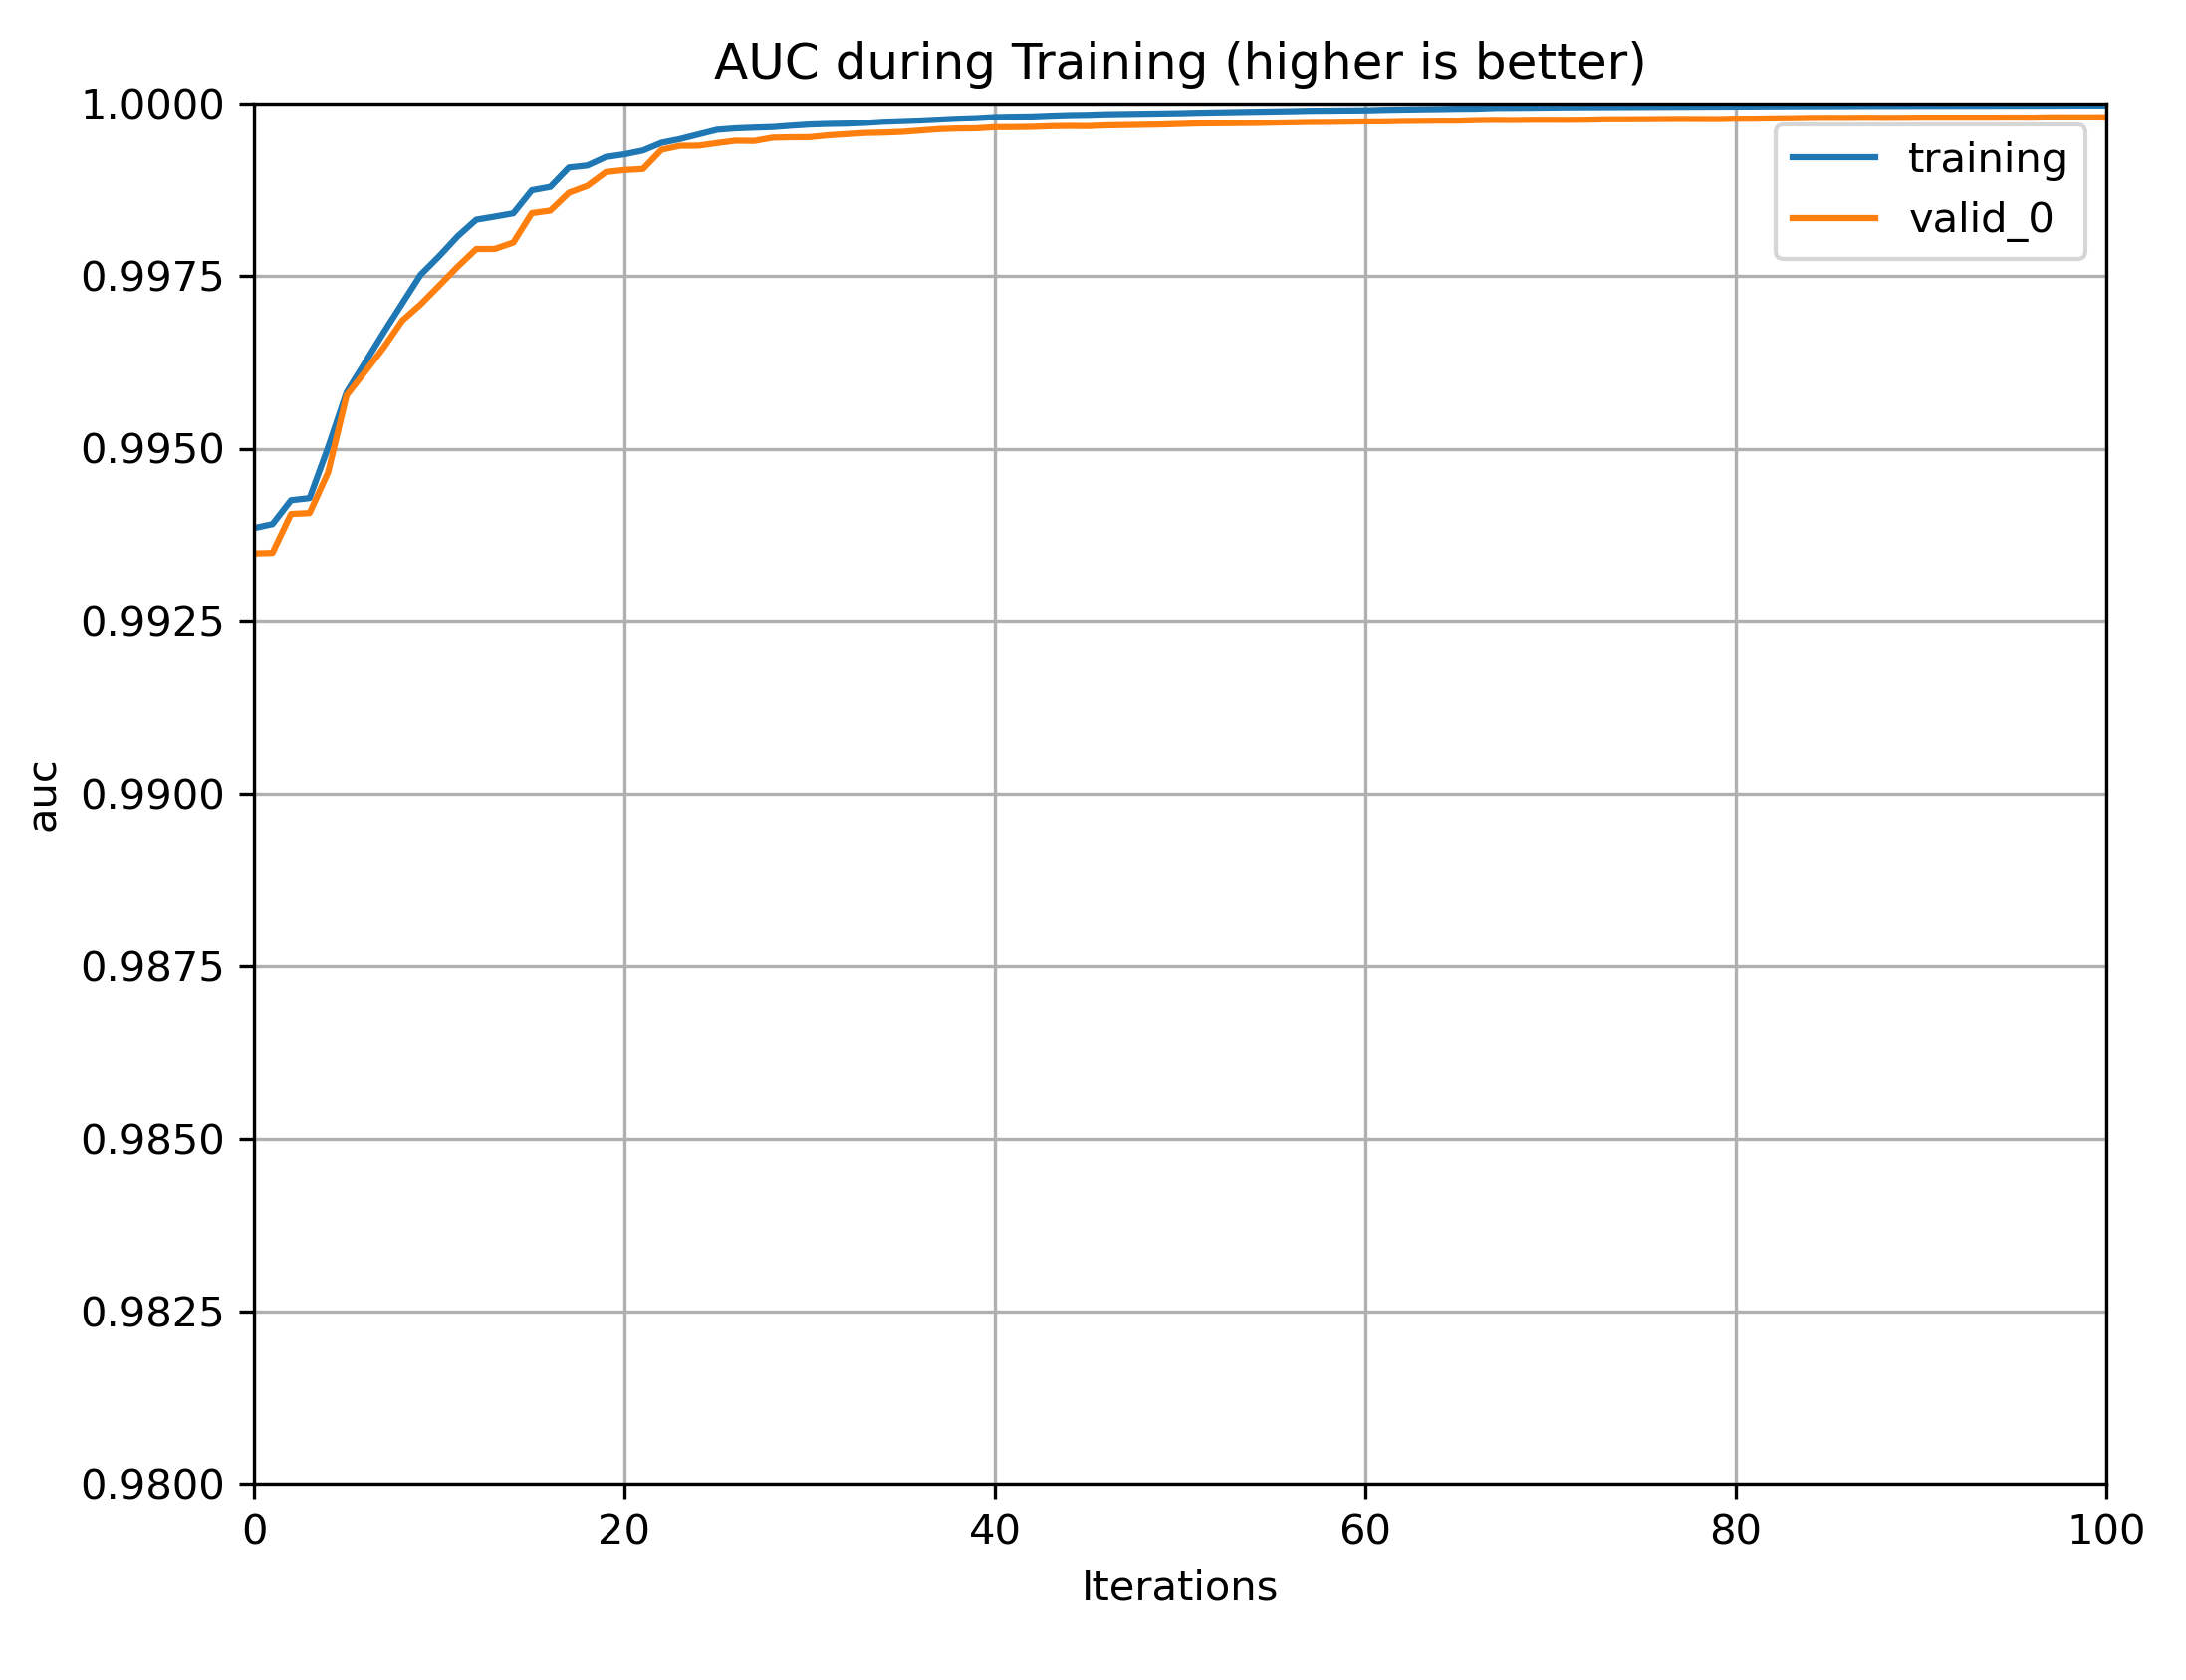 AUC during Training (higher is better)
1.0000
0.9975
0.9950
0.9925
0.9900
0.9875
0.9850
0.9825
0.9800
auc
training
valid_0
0 20 40 60 80 100
Iterations